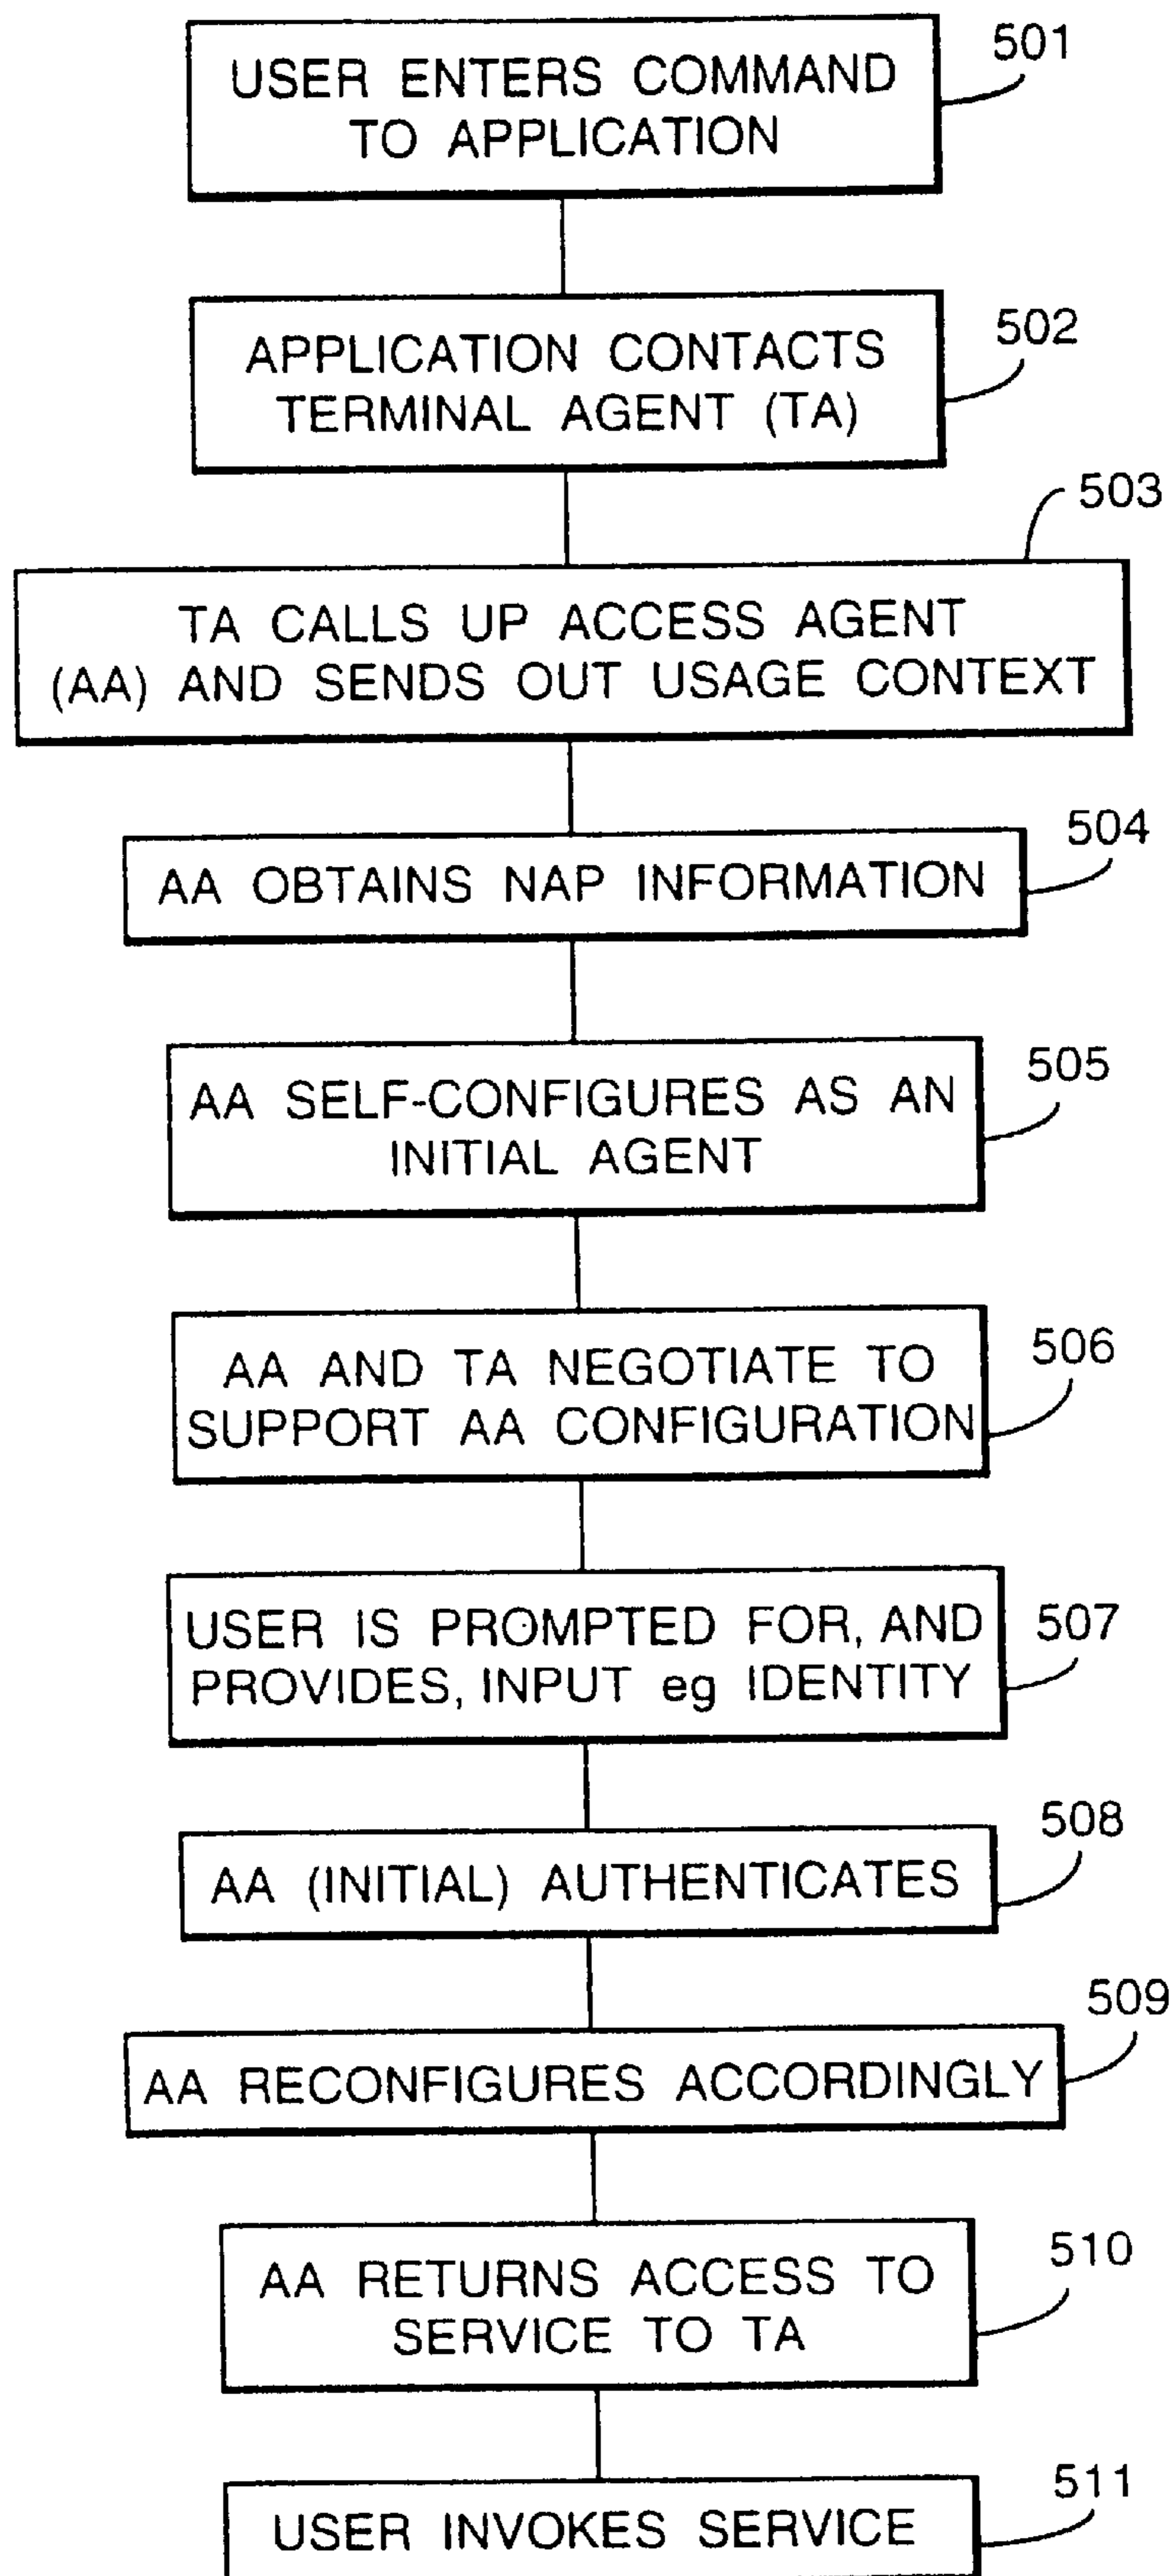 501
USER ENTERS COMMAND
TO APPLICATION
502
APPLICATION CONTACTS
TERMINAL AGENT (TA)
503
TA CALLS UP ACCESS AGENT
(AA) AND SENDS OUT USAGE CONTEXT
504
AA OBTAINS NAP INFORMATION
505
AA SELF-CONFIGURES AS AN
INITIAL AGENT
506
AA AND TA NEGOTIATE TO
SUPPORT AA CONFIGURATION
507
USER IS PROMPTED FOR, AND
PROVIDES, INPUT eg IDENTITY
508
AA (INITIAL) AUTHENTICATES
509
AA RECONFIGURES ACCORDINGLY
510
AA RETURNS ACCESS TO
SERVICE TO TA
511
USER INVOKES SERVICE